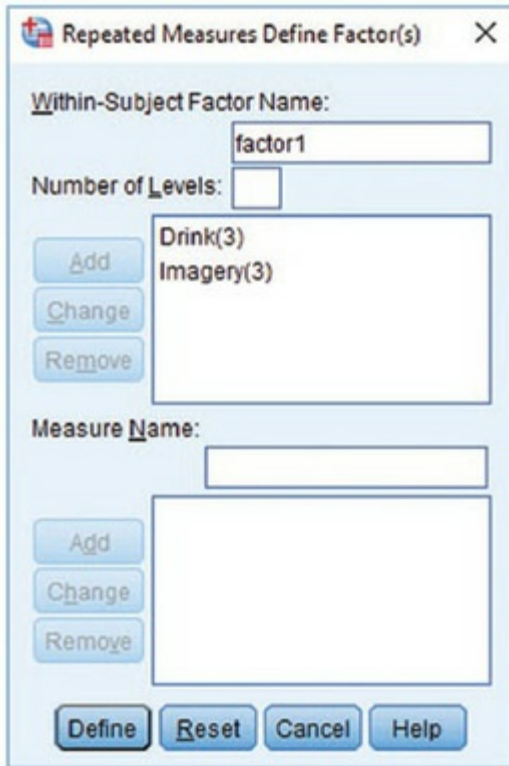 Repeated Measures Define Factor(s)
Within-Subject Factor Name:
factor1
Number of Levels:
Drink(3)
Imagery(3)
Add
Change
Remove
Measure Name:
Add
Change
Remove
Define Reset Cancel Help